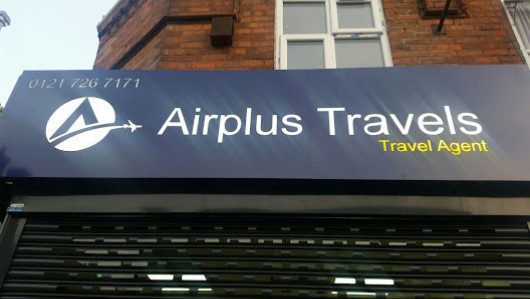 0121 726 7171
Airplus Travels
Travel Agent